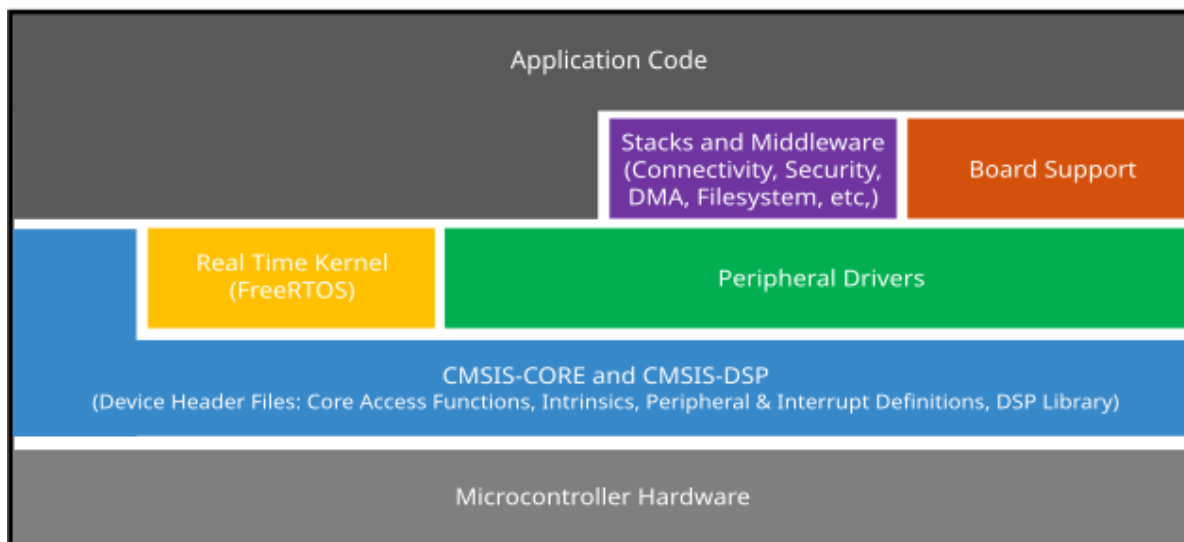 Application Code
Stacks and Middleware
(Connectivity, Security,
DMA, Filesystem, etc,)
Board Support
Real Time Kernel
(FreeRTOS)
Peripheral Drivers
CMSIS-CORE and CMSIS-DSP
(Device Header Files: Core Access Functions, Intrinsics, Peripheral & Interrupt Definitions, DSP Library)
Microcontroller Hardware